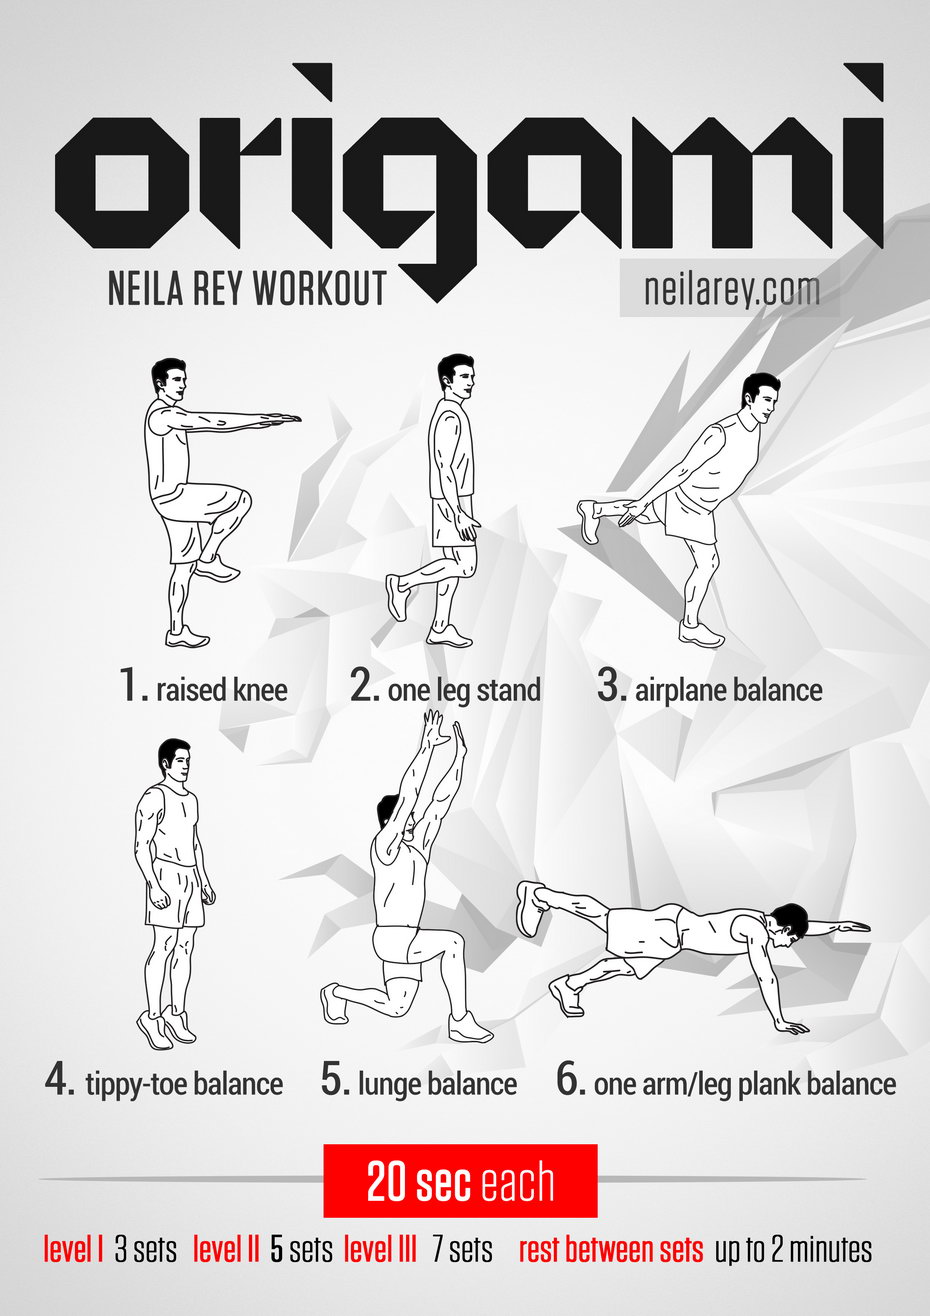 origami
NEILA REY WORKOUT
neilarey.com
1. raised knee
2. one leg stand
3. airplane balance
4. tippy-toe balance
5. lunge balance
6. one arm/leg plank balance
20 sec each
level I 3 sets level II 5 sets level III 7 sets rest between sets up to 2 minutes